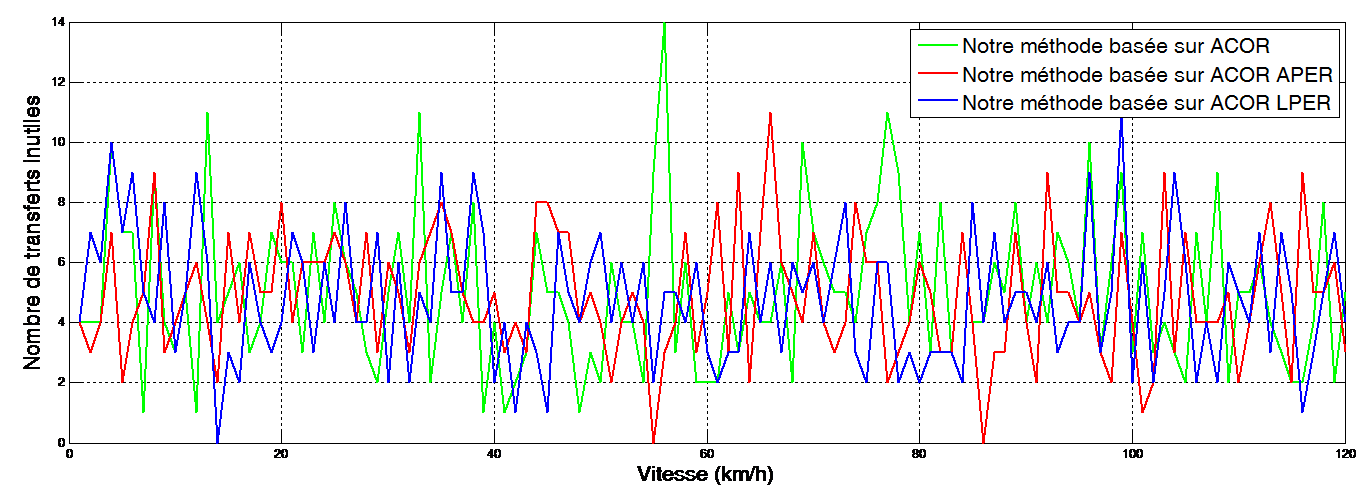 14
12
10
8
6
4
2
0
Nombre de transferts Inutiles
Notre méthode basée sur ACOR
Notre méthode basée sur ACOR APER
Notre méthode basée sur ACOR LPER
0 20 40 60 80 100 120
Vitesse (km/h)